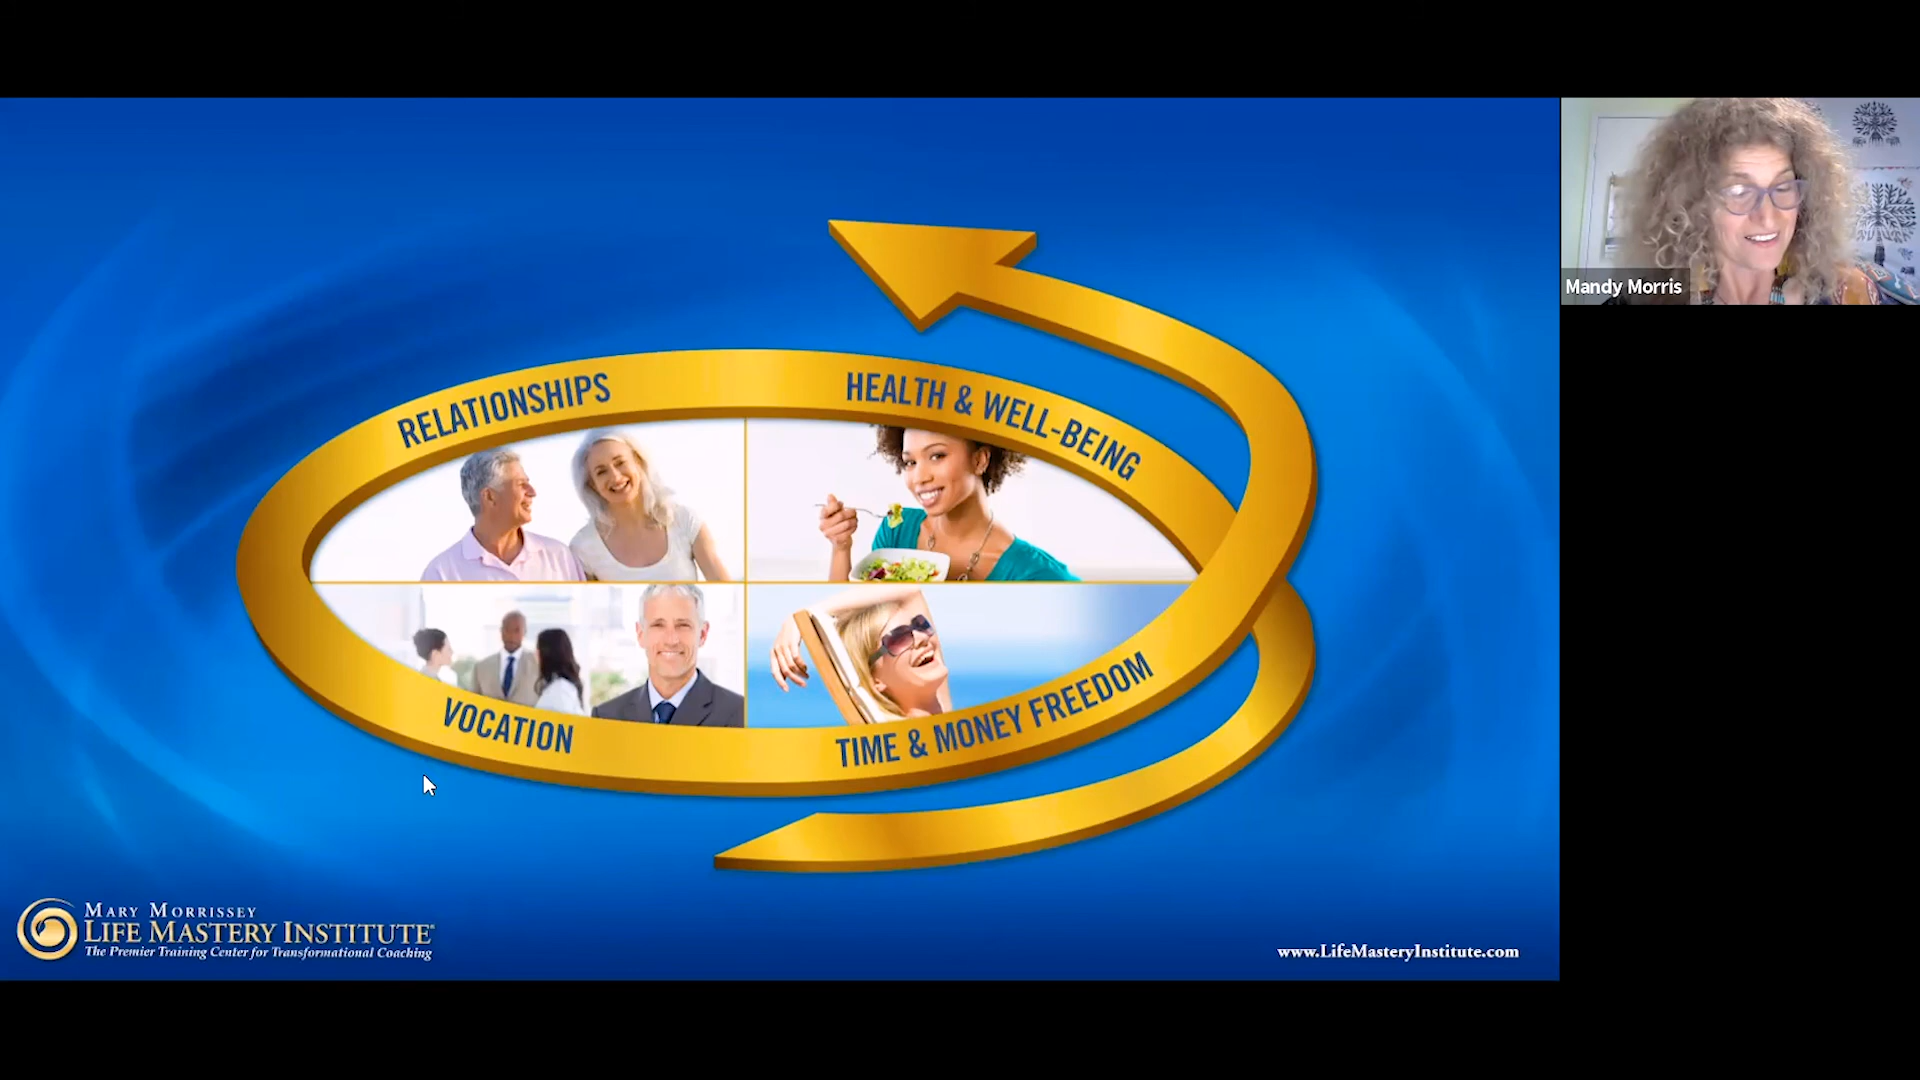 Mandy Morris
RELATIONSHIPS
HEALTH & WELL-BEING
VOCATION
TIME & MONEY FREEDOM
MARY MORRISSEY
LIFE MASTERY INSTITUTE
The Premier Training Center for Transformational Coaching
www.LifeMasteryInstitute.com